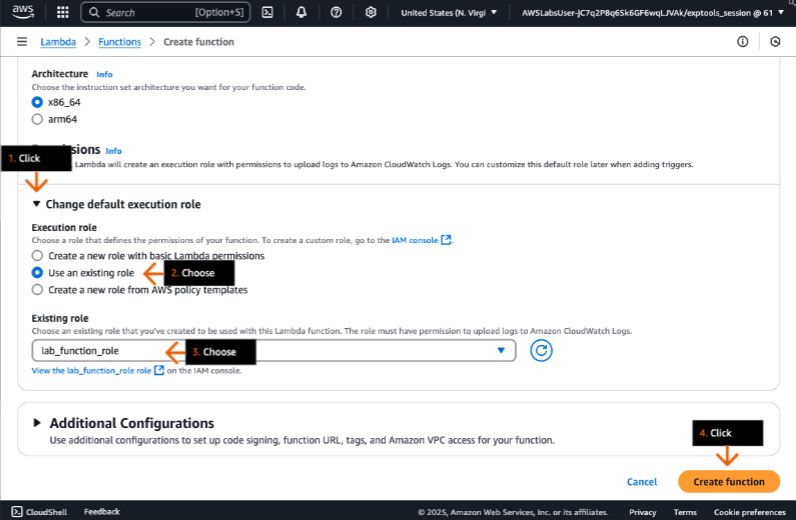 aws
Search [Option+S]
United States (N. Virgi
AWSLabsUser-jC7q2P8q6Sk6GF6wqLJVAk/exptools_session @ 61
Lambda > Functions > Create function
Architecture Info
Choose the instruction set architecture you want for your function code.
x86_64
arm64
Info
1. Click
Lambda will create an execution role with permissions to upload logs to Amazon CloudWatch Logs. You can customize this default role later when adding triggers.
Change default execution role
Execution role
Choose a role that defines the permissions of your function. To create a custom role, go to the IAM console.
Create a new role with basic Lambda permissions
Use an existing role
2. Choose
Create a new role from AWS policy templates
Existing role
Choose an existing role that you've created to be used with this Lambda function. The role must have permission to upload logs to Amazon CloudWatch Logs.
lab_function_role
3. Choose
View the lab_function_role role on the IAM console.
Additional Configurations
Use additional configurations to set up code signing, function URL, tags, and Amazon VPC access for your function.
4. Click
Cancel
Create function
CloudShell Feedback © 2025, Amazon Web Services, Inc. or its affiliates. Privacy Terms Cookie preferences